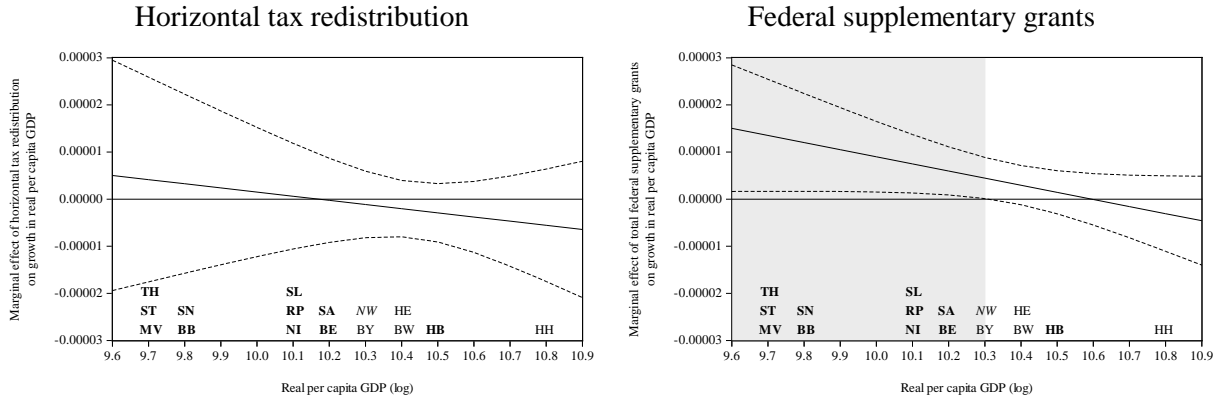 Horizontal tax redistribution
Marginal effect of horizontal tax redistribution
on growth in real per capita GDP
0.00003
0.00002
0.00001
0.00000
-0.00001
-0.00002
-0.00003
TH SL
ST SN RP SA NW HE
MV BB NI BE BY BW HB HH
9.6 9.7 9.8 9.9 10.0 10.1 10.2 10.3 10.4 10.5 10.6 10.7 10.8 10.9
Real per capita GDP (log)
Federal supplementary grants
Marginal effect of total federal supplementary grants
on growth in real per capita GDP
0.00003
0.00002
0.00001
0.00000
-0.00001
-0.00002
-0.00003
TH SL
ST SN RP SA NW HE
MV BB NI BE BY BW HB HH
9.6 9.7 9.8 9.9 10.0 10.1 10.2 10.3 10.4 10.5 10.6 10.7 10.8 10.9
Real per capita GDP (log)